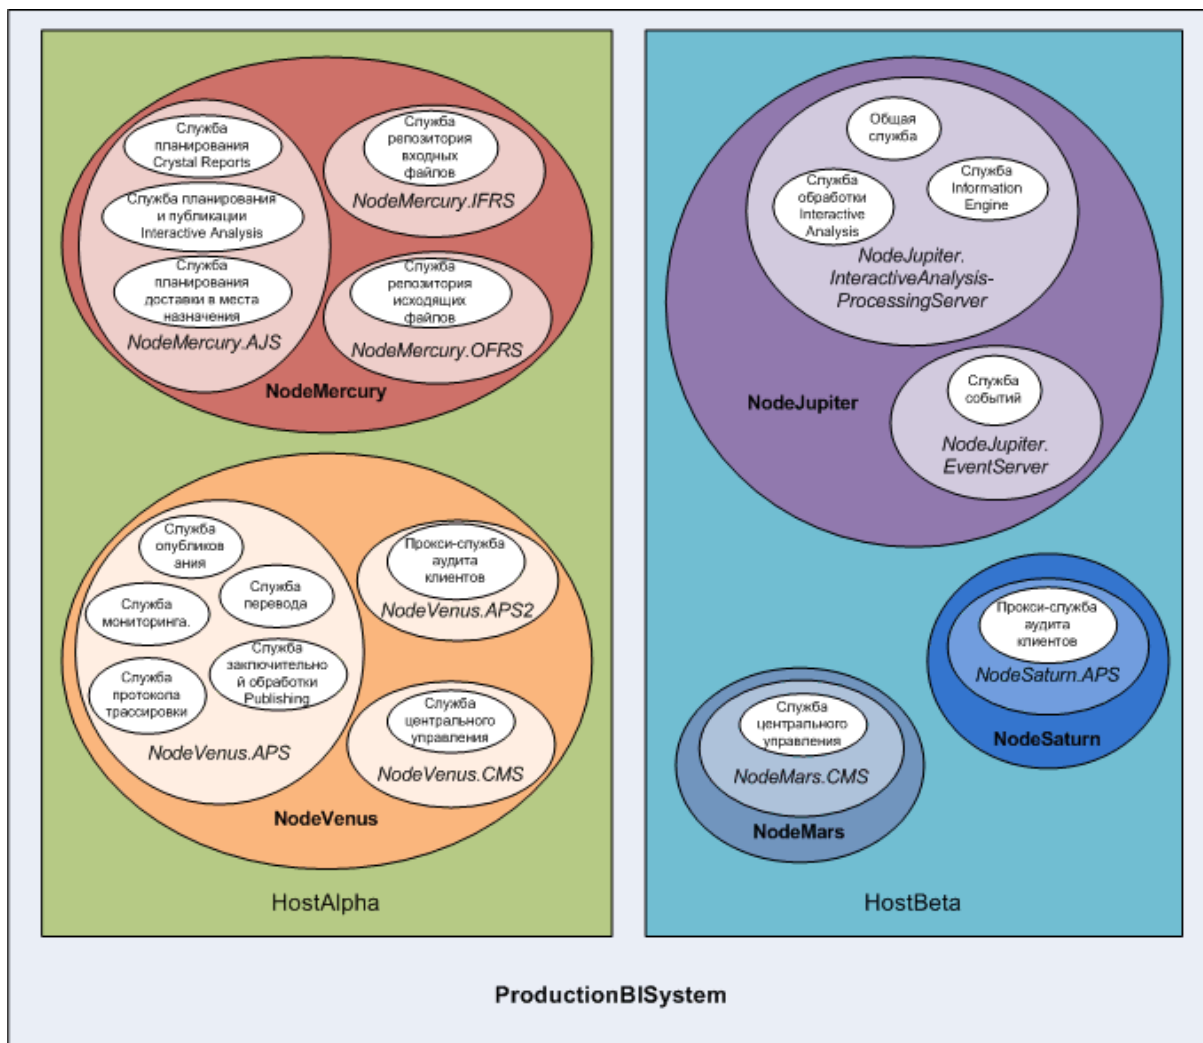 Служба
планирования
Crystal Reports
Служба планирования
и публикации
Interactive Analysis
Служба
планирования
доставки в места
назначения
NodeMercury.AJS
Служба
репозитория
входных
файлов
NodeMercury.IFRS
Служба
репозитория
исходящих
файлов
NodeMercury.OFRS
NodeMercury
Служба
опубликов
ания
Служба
перевода
Служба
мониторинга.
Служба
заключительно
й обработки
Publishing
Служба
протокола
трассировки
NodeVenus.APS
Прокси-служба
аудита
клиентов
NodeVenus.APS2
Служба
центрального
управления
NodeVenus.CMS
NodeVenus
HostAlpha
Общая
служба
Служба
обработки
Interactive
Analysis
Служба
Information
Engine
NodeJupiter.
InteractiveAnalysis-
ProcessingServer
NodeJupiter
Служба
событий
NodeJupiter.
EventServer
Прокси-служба
аудита
клиентов
NodeSaturn.APS
NodeSaturn
Служба
центрального
управления
NodeMars.CMS
NodeMars
HostBeta
ProductionBISystem